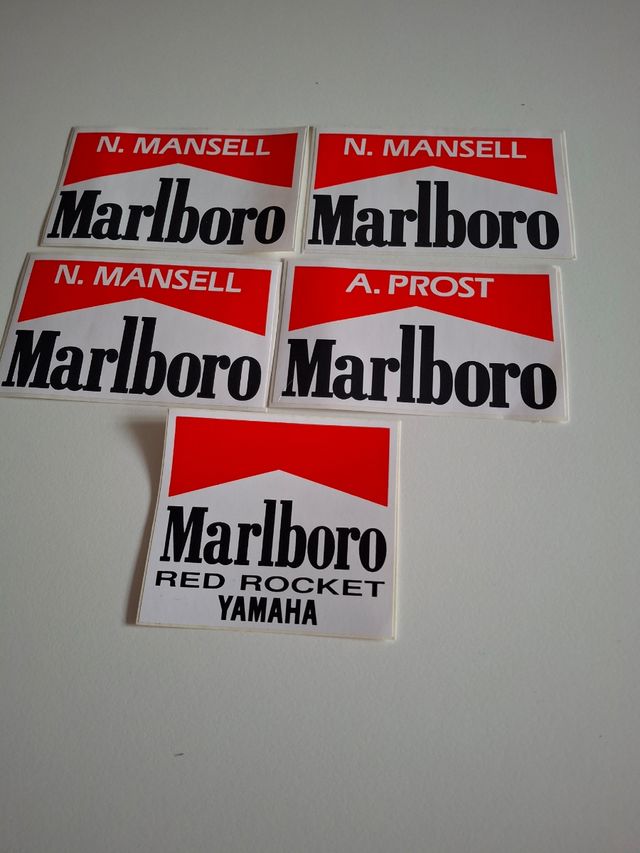 N. MANSELL
Marlboro
N. MANSELL
Marlboro
N. MANSELL
Marlboro
A. PROST
Marlboro
Marlboro
RED ROCKET
YAMAHA